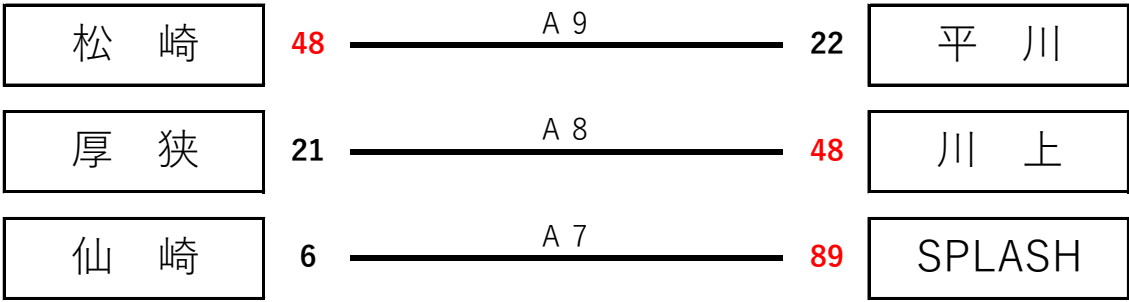 松 崎 48 A 9 22 平 川
厚 狭 21 A 8 48 川 上
仙 崎 6 A 7 89 SPLASH